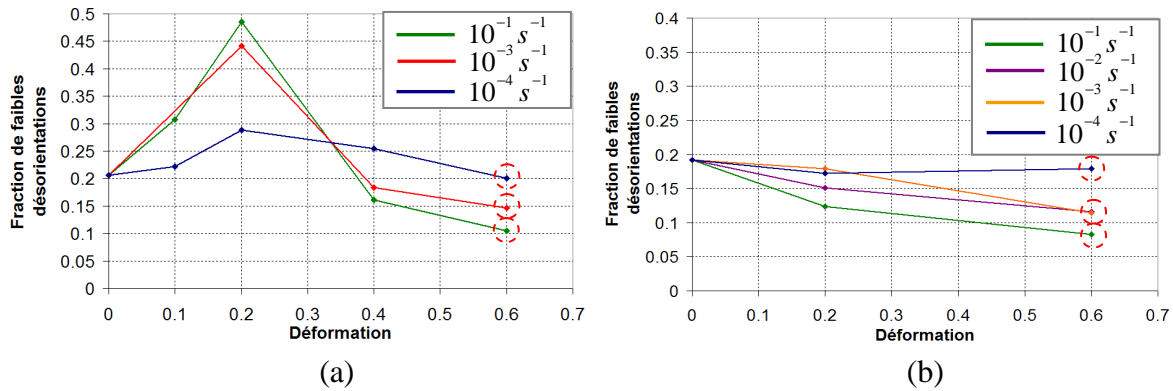 Fraction de faibles
désorientations
0.5
0.45
0.4
0.35
0.3
0.25
0.2
0.15
0.1
0.05
0
0 0.1 0.2 0.3 0.4 0.5 0.6 0.7
Déformation
10⁻¹ s⁻¹
10⁻³ s⁻¹
10⁻⁴ s⁻¹
(a)
Fraction de faibles
désorientations
0.4
0.35
0.3
0.25
0.2
0.15
0.1
0.05
0
0 0.1 0.2 0.3 0.4 0.5 0.6 0.7
Déformation
10⁻¹ s⁻¹
10⁻² s⁻¹
10⁻³ s⁻¹
10⁻⁴ s⁻¹
(b)